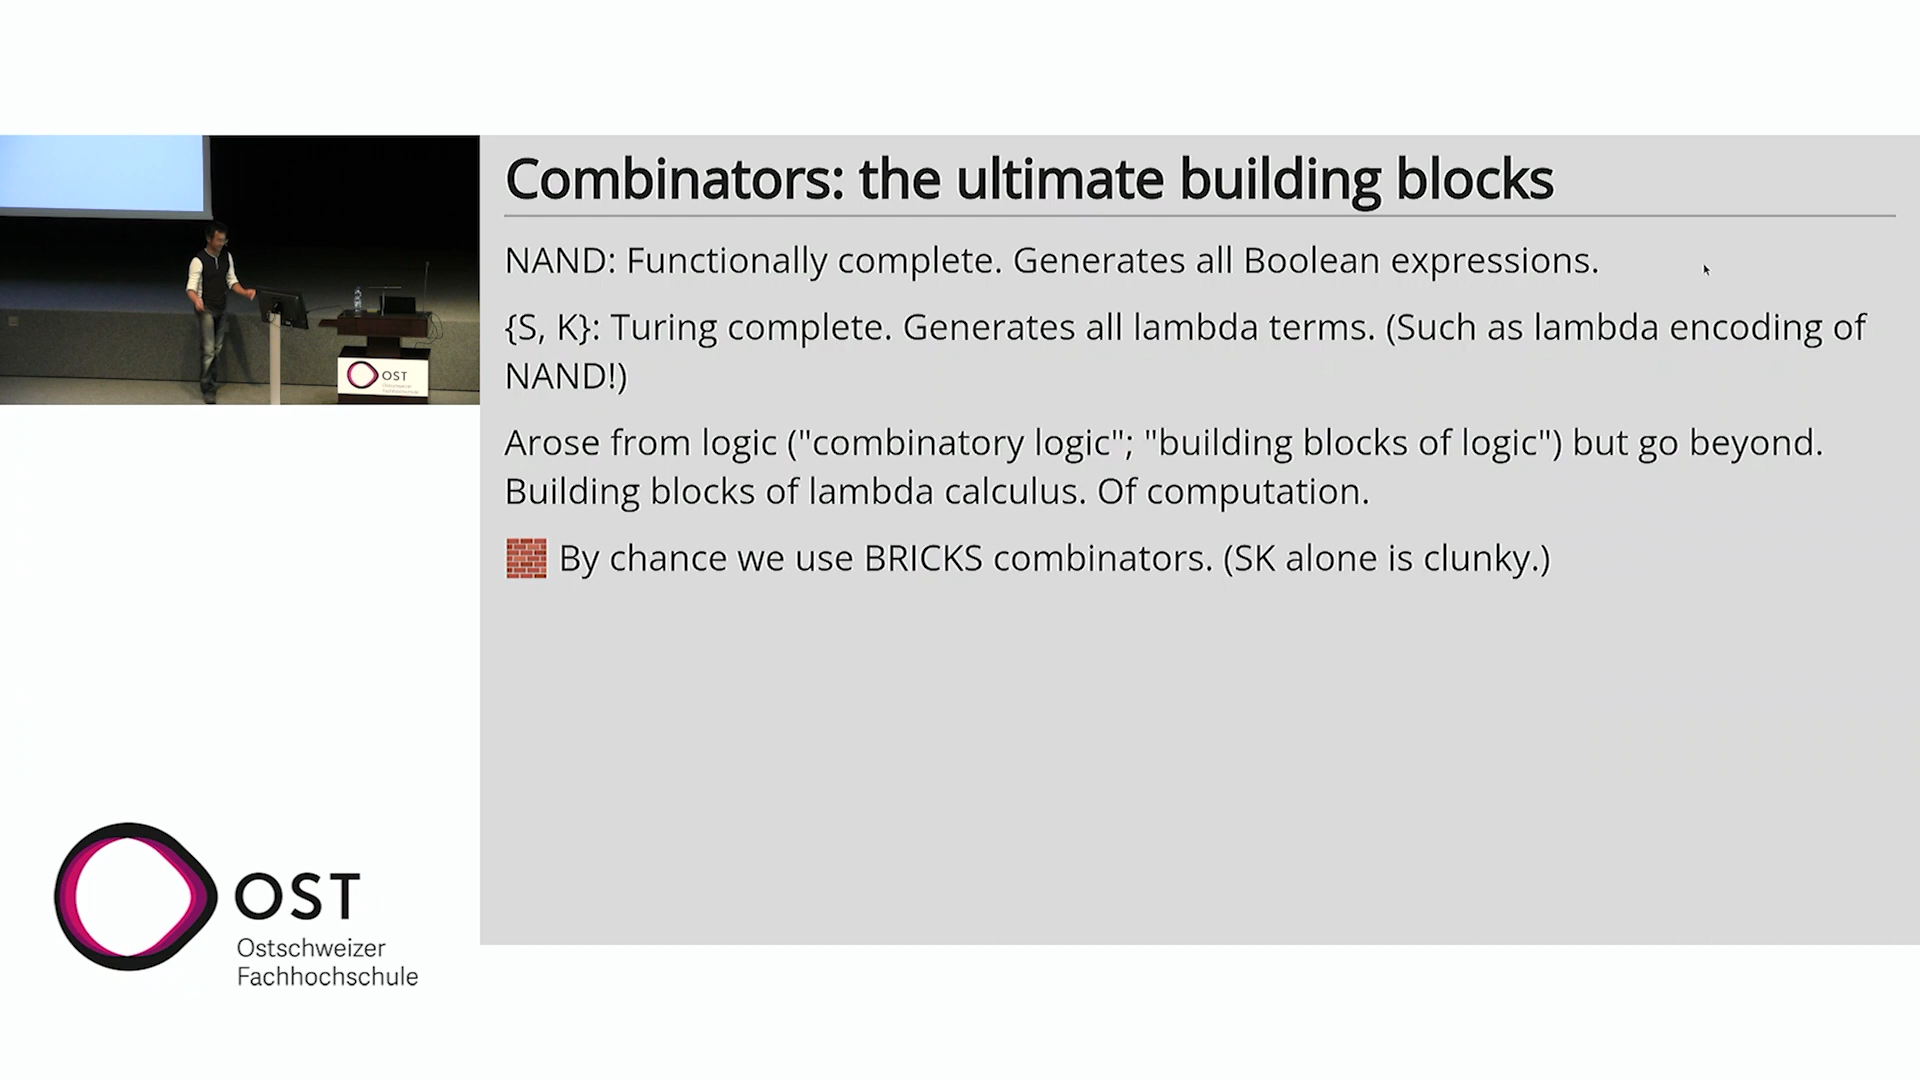 Combinators: the ultimate building blocks
NAND: Functionally complete. Generates all Boolean expressions.
{S, K}: Turing complete. Generates all lambda terms. (Such as lambda encoding of
NAND!)
Arose from logic ("combinatory logic"; "building blocks of logic") but go beyond.
Building blocks of lambda calculus. Of computation.
🧱 By chance we use BRICKS combinators. (SK alone is clunky.)
OST
OST
Ostschweizer
Fachhochschule